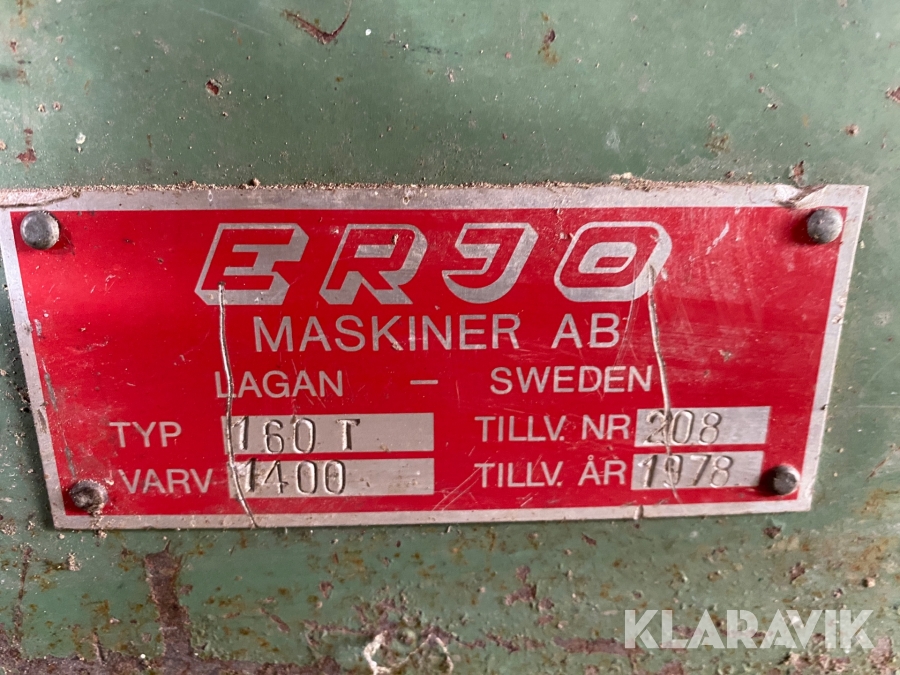 ERJO
MASKINER AB
LAGAN — SWEDEN
TYP 160 T TILLV. NR 208
VARV 1400 TILLV. ÅR 1978
KLARAVIK